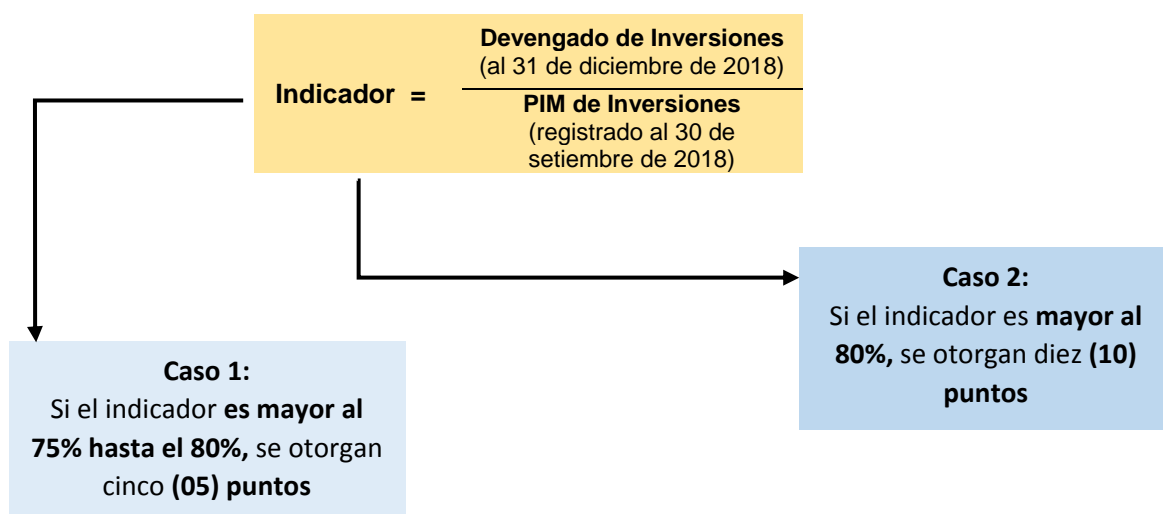 Devengado de Inversiones
(al 31 de diciembre de 2018)
Indicador =
PIM de Inversiones
(registrado al 30 de
setiembre de 2018)
Caso 2:
Si el indicador es mayor al
80%, se otorgan diez (10)
puntos
Caso 1:
Si el indicador es mayor al
75% hasta el 80%, se otorgan
cinco (05) puntos